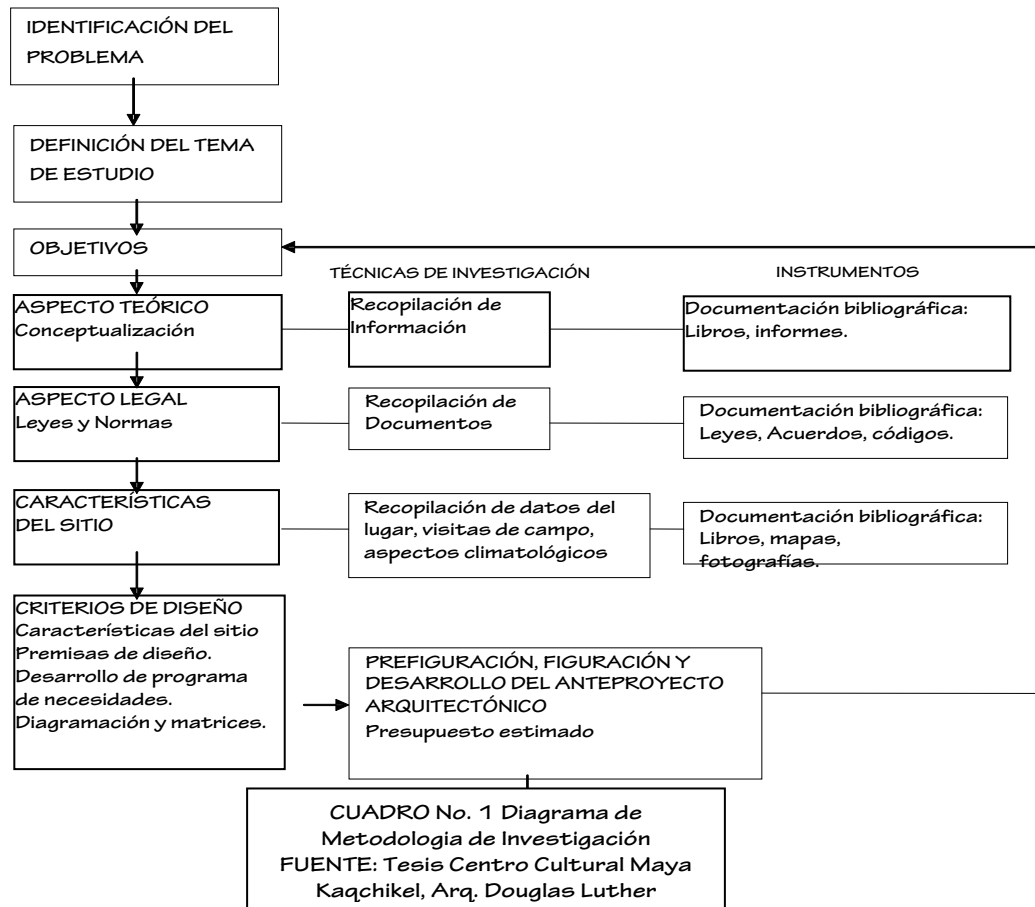 IDENTIFICACIÓN DEL
PROBLEMA
DEFINICIÓN DEL TEMA
DE ESTUDIO
OBJETIVOS
TÉCNICAS DE INVESTIGACIÓN
INSTRUMENTOS
ASPECTO TEÓRICO
Conceptualización
Recopilación de
Información
Documentación bibliográfica:
Libros, informes.
ASPECTO LEGAL
Leyes y Normas
Recopilación de
Documentos
Documentación bibliográfica:
Leyes, Acuerdos, códigos.
CARACTERÍSTICAS
DEL SITIO
Recopilación de datos del
lugar, visitas de campo,
aspectos climatológicos
Documentación bibliográfica:
Libros, mapas,
fotografías.
CRITERIOS DE DISEÑO
Características del sitio
Premisas de diseño.
Desarrollo de programa
de necesidades.
Diagramación y matrices.
PREFIGURACIÓN, FIGURACIÓN Y
DESARROLLO DEL ANTEPROYECTO
ARQUITECTÓNICO
Presupuesto estimado
CUADRO No. 1 Diagrama de
Metodologia de Investigación
FUENTE: Tesis Centro Cultural Maya
Kaqchikel, Arq. Douglas Luther